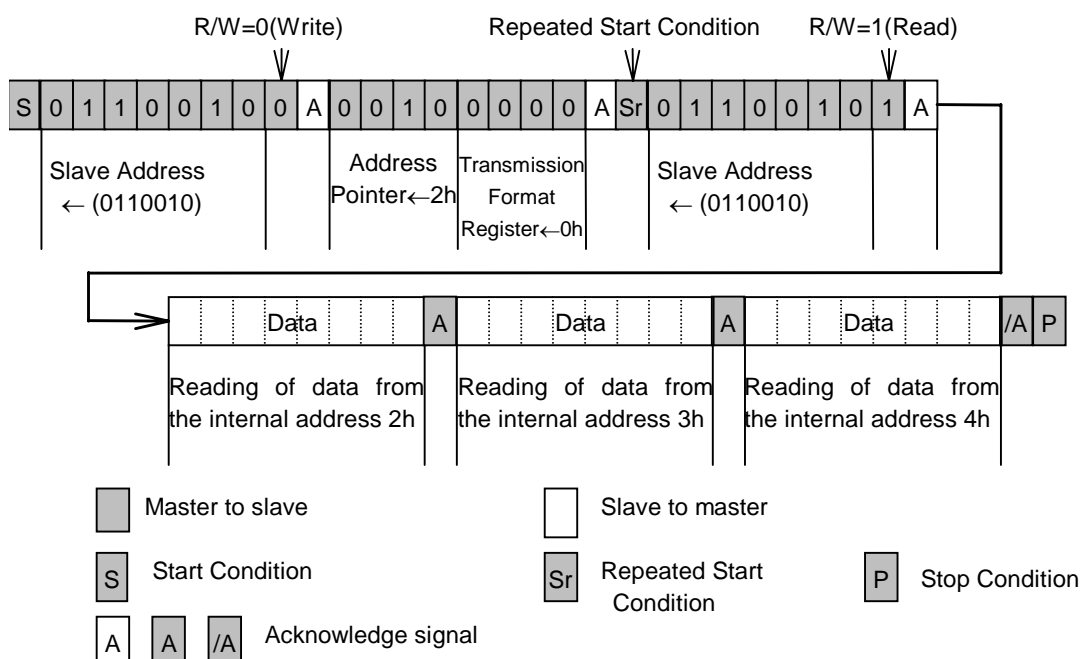 R/W=0(Write) Repeated Start Condition R/W=1(Read)
S 0 1 1 0 0 1 0 0 A 0 0 1 0 0 0 0 0 A Sr 0 1 1 0 0 1 0 1 A
Slave Address
← (0110010)
Address
Pointer←2h
Transmission
Format
Register←0h
Slave Address
← (0110010)
Data A Data A Data /A P
Reading of data from
the internal address 2h
Reading of data from
the internal address 3h
Reading of data from
the internal address 4h
Master to slave
Slave to master
S Start Condition
Sr Repeated Start
Condition
P Stop Condition
A A /A Acknowledge signal